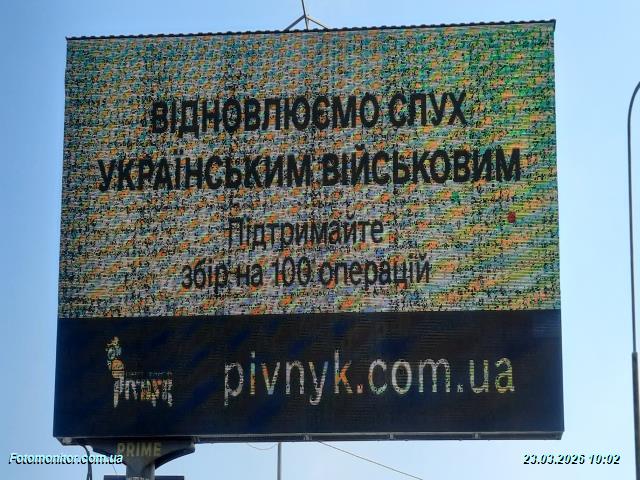 ВІДНОВЛЮЄМО СЛУХ
УКРАЇНСЬКИМ ВІЙСЬКОВИМ
Підтримайте
збір на 100 операцій
pivnyk.com.ua
PRIME
Fotomonitor.com.ua
23.03.2026 10:02